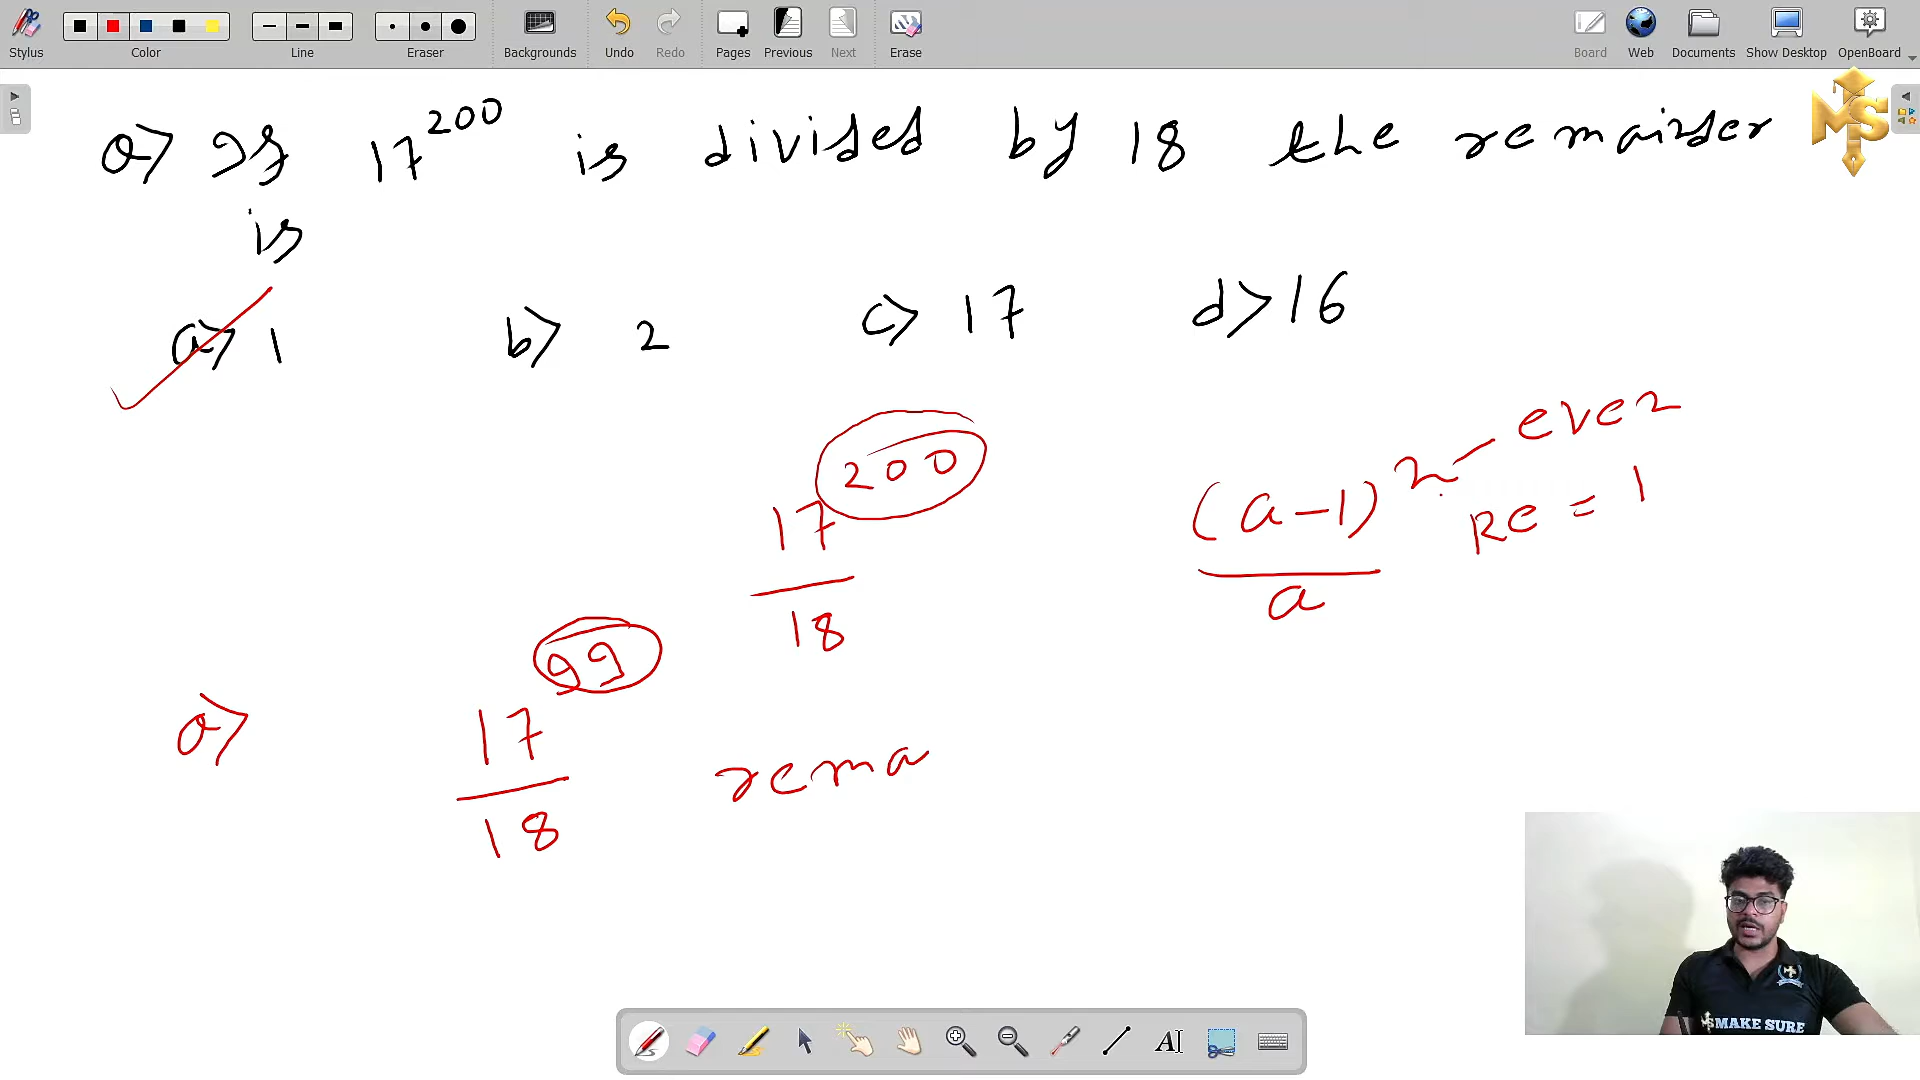 Stylus Color Line Eraser Backgrounds Undo Redo Pages Previous Next Erase Board Web Documents Show Desktop OpenBoard
Q> If 17^200 is divided by 18 the remainder
MS
is
a> 1 b> 2 c> 17 d> 16
17^200 / 18
(a-1)^n / a
even
Re = 1
Q> 17^99 / 18 rema
MAKE SURE
AI